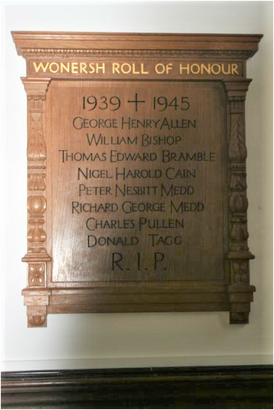 WONERSH ROLL OF HONOUR
1939 + 1945
GEORGE HENRY ALLEN
WILLIAM BISHOP
THOMAS EDWARD BRAMBLE
NIGEL HAROLD CAIN
PETER NESBITT MEDD
RICHARD GEORGE MEDD
CHARLES PULLEN
DONALD TAGG
R.I.P.